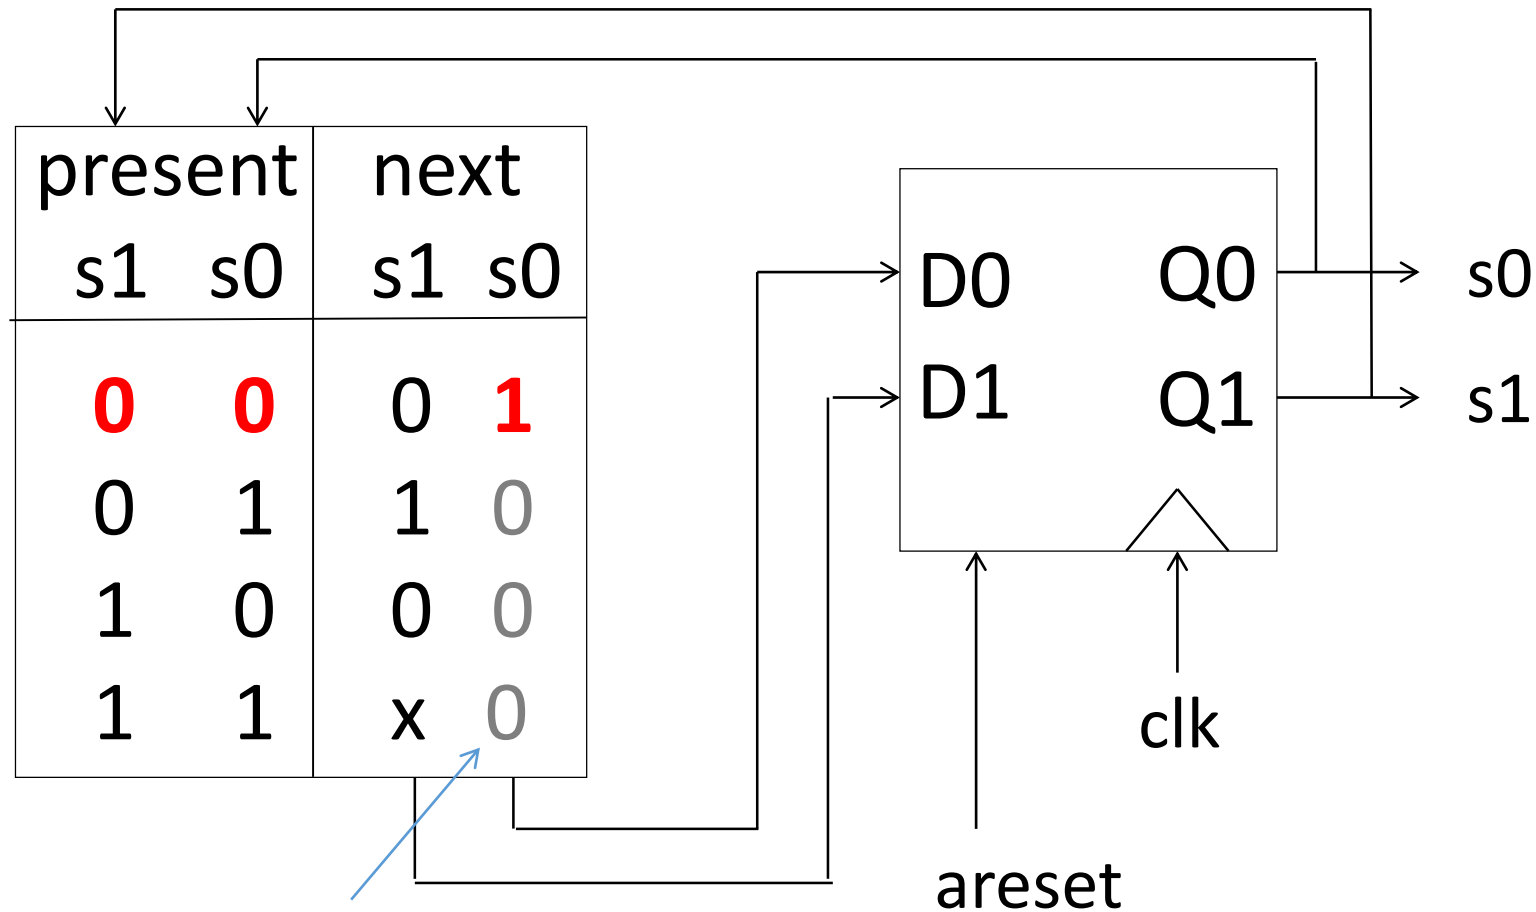 present next
s1 s0 s1 s0
0 0 0 1
0 1 1 0
1 0 0 0
1 1 x 0
D0 Q0 s0
D1 Q1 s1
clk
areset